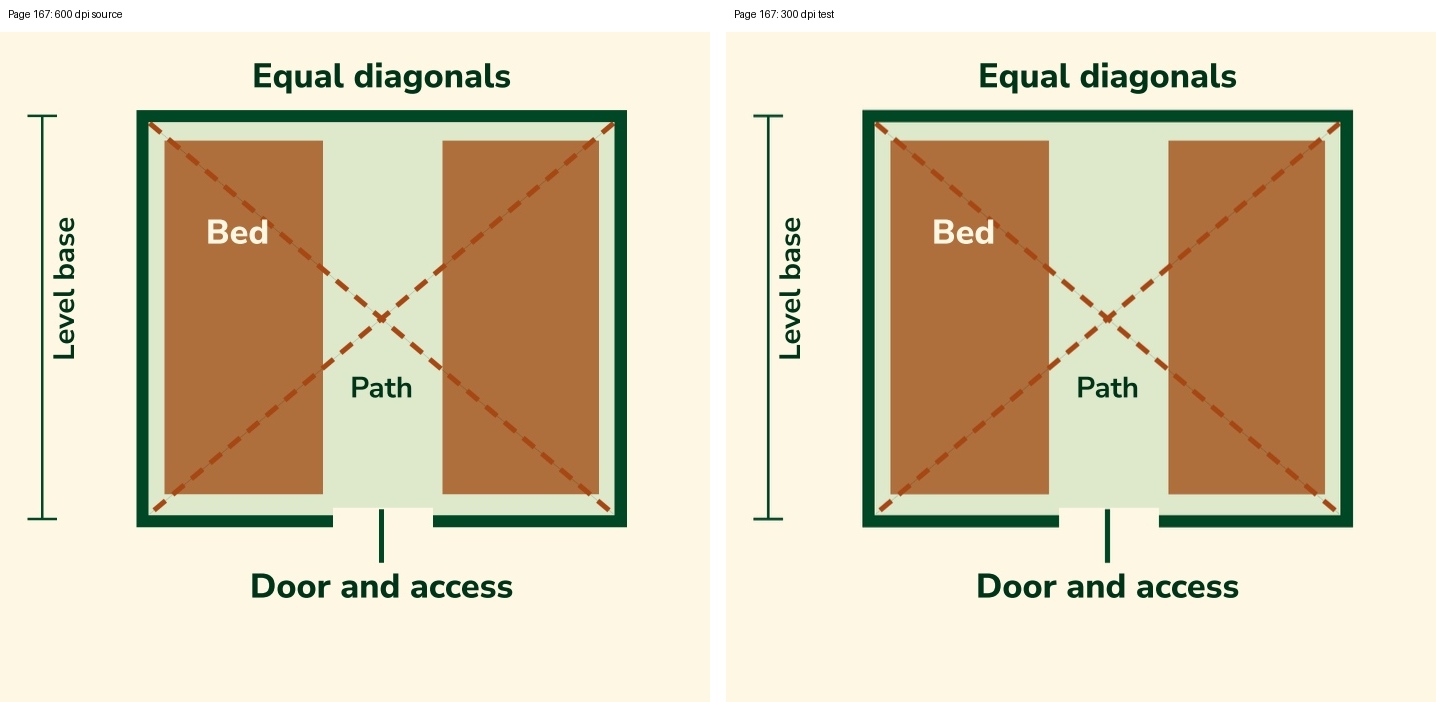 Page 167: 600 dpi source
Equal diagonals
Level base
Bed
Path
Door and access
Page 167: 300 dpi test
Equal diagonals
Level base
Bed
Path
Door and access